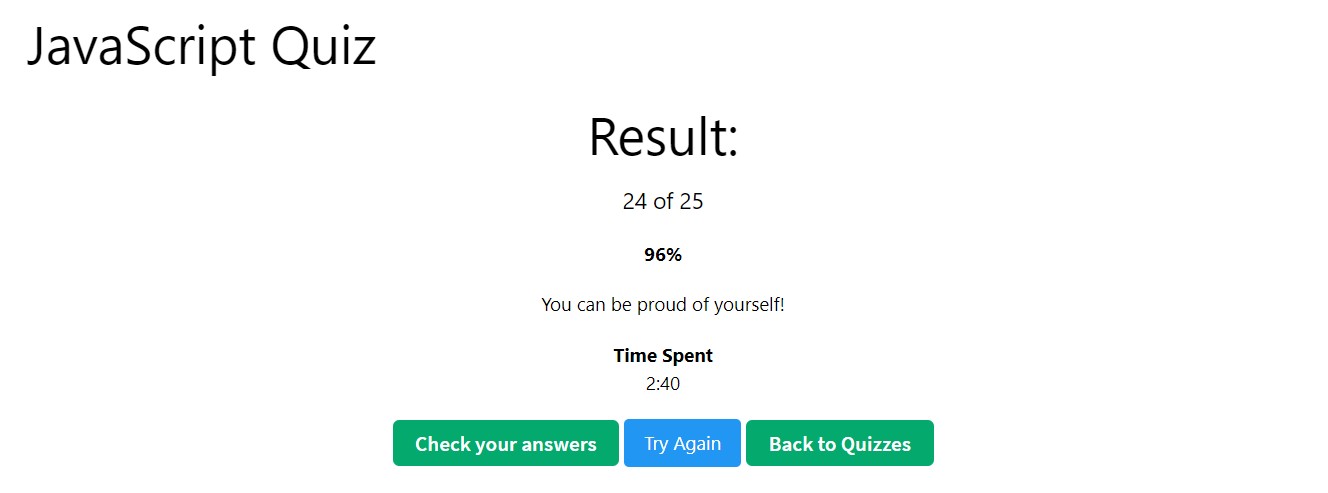 JavaScript Quiz
Result:
24 of 25
96%
You can be proud of yourself!
Time Spent
2:40
Check your answers Try Again Back to Quizzes